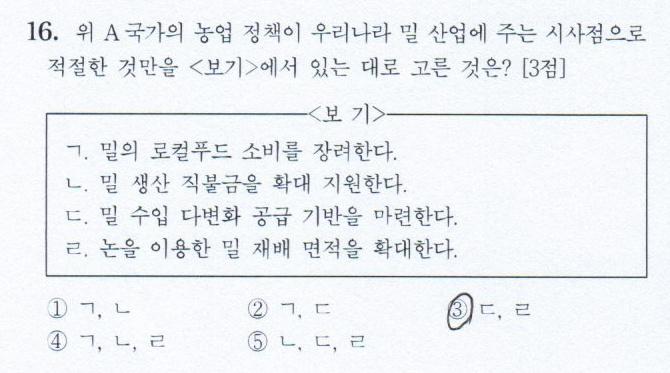 16. 위 A국가의 농업 정책이 우리나라 밀 산업에 주는 시사점으로
적절한 것만을 <보기>에서 있는 대로 고른 것은? [3점]
<보 기>
ㄱ. 밀의 로컬푸드 소비를 장려한다.
ㄴ. 밀 생산 직불금을 확대 지원한다.
ㄷ. 밀 수입 다변화 공급 기반을 마련한다.
ㄹ. 논을 이용한 밀 재배 면적을 확대한다.
① ㄱ, ㄴ ② ㄱ, ㄷ ③ ㄷ, ㄹ
④ ㄱ, ㄴ, ㄹ ⑤ ㄴ, ㄷ, ㄹ